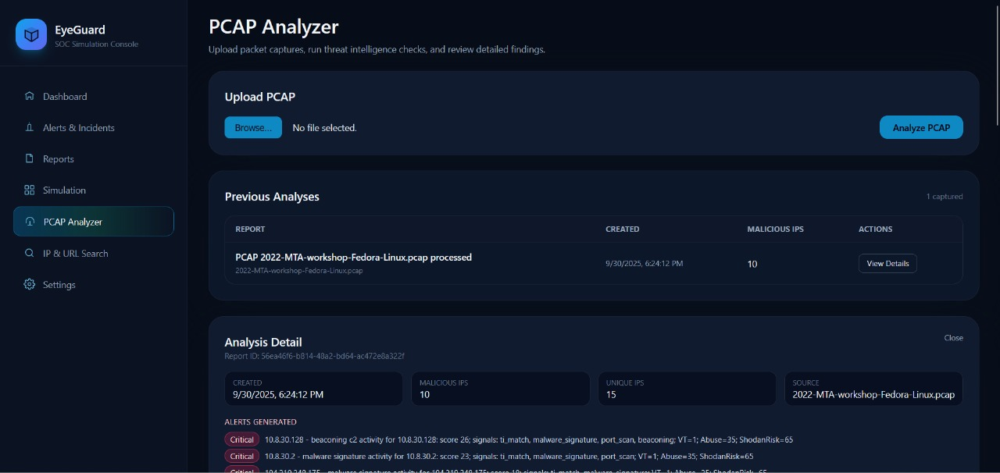 EyeGuard
SOC Simulation Console
Dashboard
Alerts & Incidents
Reports
Simulation
PCAP Analyzer
IP & URL Search
Settings
PCAP Analyzer
Upload packet captures, run threat intelligence checks, and review detailed findings.
Upload PCAP
Browse... No file selected. Analyze PCAP
Previous Analyses 1 captured
REPORT CREATED MALICIOUS IPS ACTIONS
PCAP 2022-MTA-workshop-Fedora-Linux.pcap processed
2022-MTA-workshop-Fedora-Linux.pcap
9/30/2025, 6:24:12 PM 10 View Details
Analysis Detail Close
Report ID: 56ea46f6-b814-48a2-bd64-ac472e8a322f
CREATED MALICIOUS IPS UNIQUE IPS SOURCE
9/30/2025, 6:24:12 PM 10 15 2022-MTA-workshop-Fedora-Linux.pcap
ALERTS GENERATED
Critical 10.8.30.128 - beaconing c2 activity for 10.8.30.128: score 26; signals: ti_match, malware_signature, port_scan, beaconing; VT=1; Abuse=35; ShodanRisk=65
Critical 10.8.30.2 - malware signature activity for 10.8.30.2: score 23; signals: ti_match, malware_signature, port_scan; VT=1; Abuse=35; ShodanRisk=65
Critical